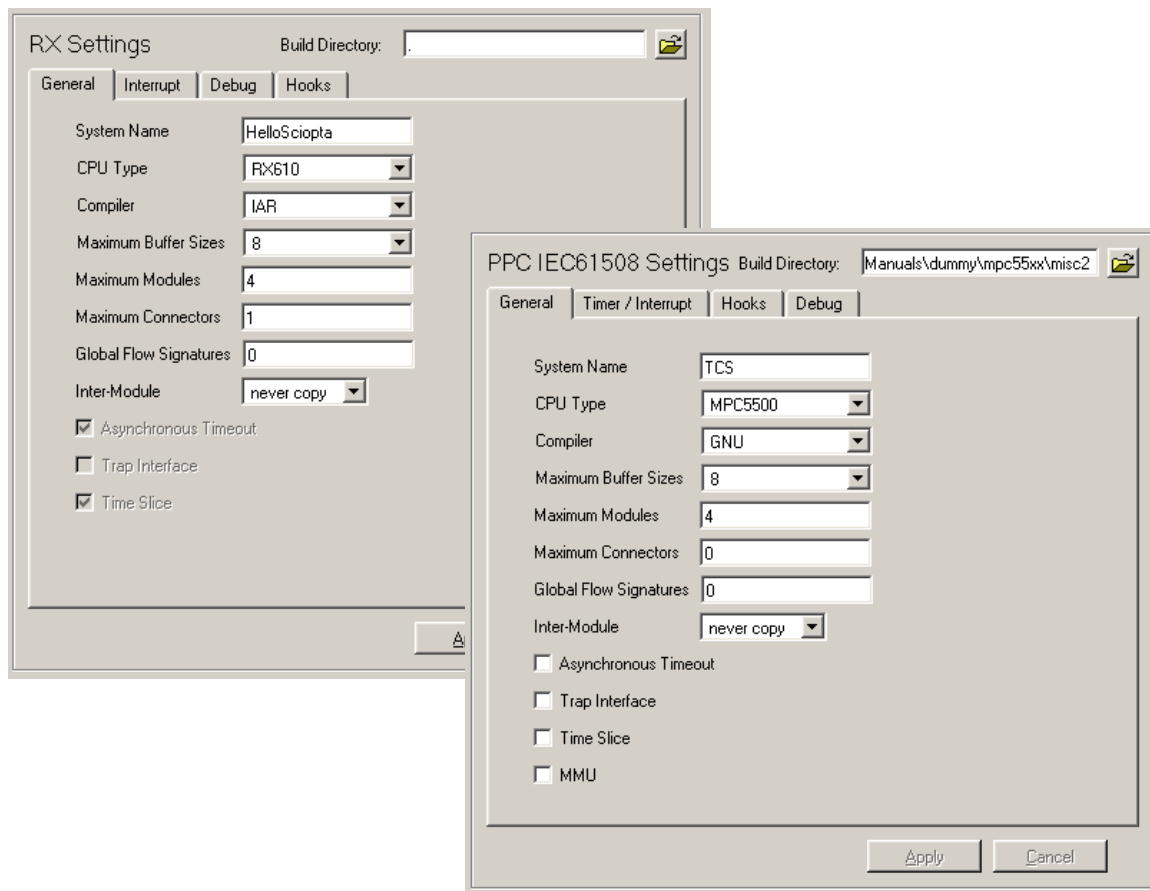 RX Settings Build Directory: .
General Interrupt Debug Hooks
System Name HelloSciopta
CPU Type RX610
Compiler IAR
Maximum Buffer Sizes 8
Maximum Modules 4
Maximum Connectors 1
Global Flow Signatures 0
Inter-Module never copy
Asynchronous Timeout
Trap Interface
Time Slice
PPC IEC61508 Settings Build Directory: Manuals\dummy\mpc55xx\misc2
General Timer / Interrupt Hooks Debug
System Name TCS
CPU Type MPC5500
Compiler GNU
Maximum Buffer Sizes 8
Maximum Modules 4
Maximum Connectors 0
Global Flow Signatures 0
Inter-Module never copy
Asynchronous Timeout
Trap Interface
Time Slice
MMU
Apply Cancel